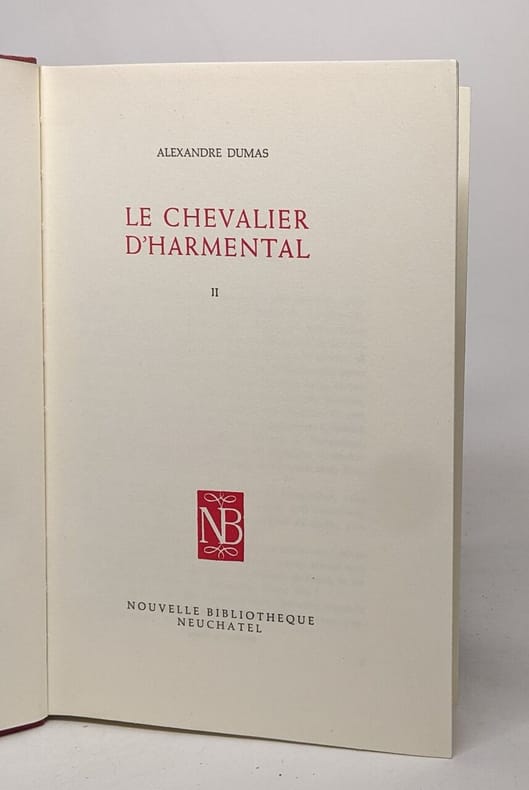 ALEXANDRE DUMAS
LE CHEVALIER
D'HARMENTAL
II
NB
NOUVELLE BIBLIOTHEQUE
NEUCHATEL